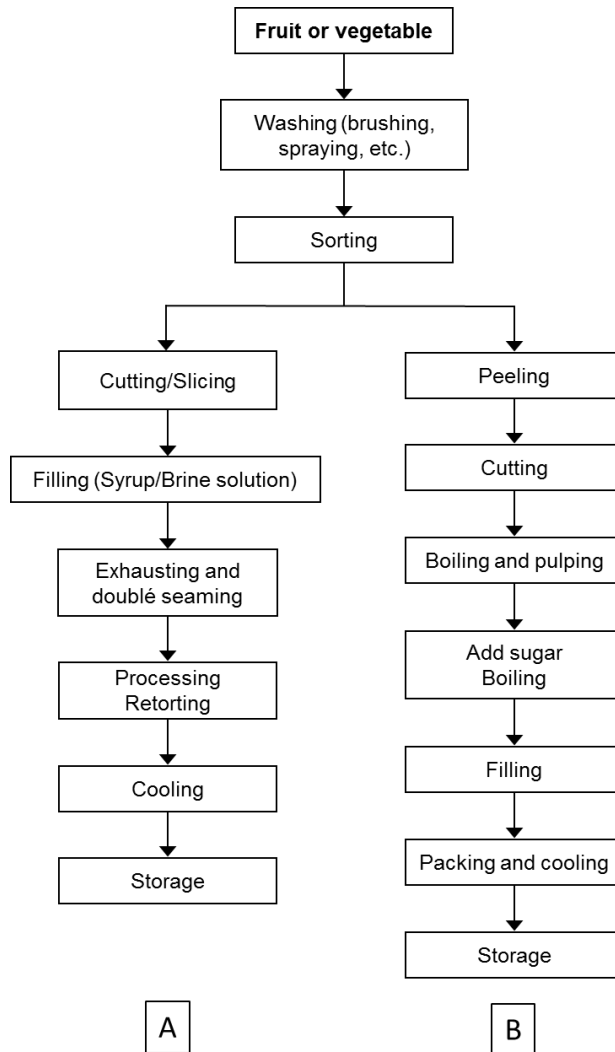 Fruit or vegetable
Washing (brushing,
spraying, etc.)
Sorting
Cutting/Slicing
Filling (Syrup/Brine solution)
Exhausting and
doublé seaming
Processing
Retorting
Cooling
Storage
A
Peeling
Cutting
Boiling and pulping
Add sugar
Boiling
Filling
Packing and cooling
Storage
B